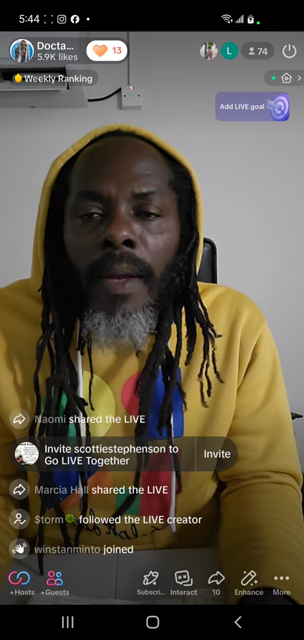 5:44
Docta...
13
5.9K likes
L
74
Weekly Ranking
Add LIVE goal
Naomi shared the LIVE
Invite scottiestephenson to
Go LIVE Together
Invite
Marcia Hall shared the LIVE
$torm followed the LIVE creator
winstanminto joined
+Hosts
+Guests
Subscri...
Interact
10
Enhance
More